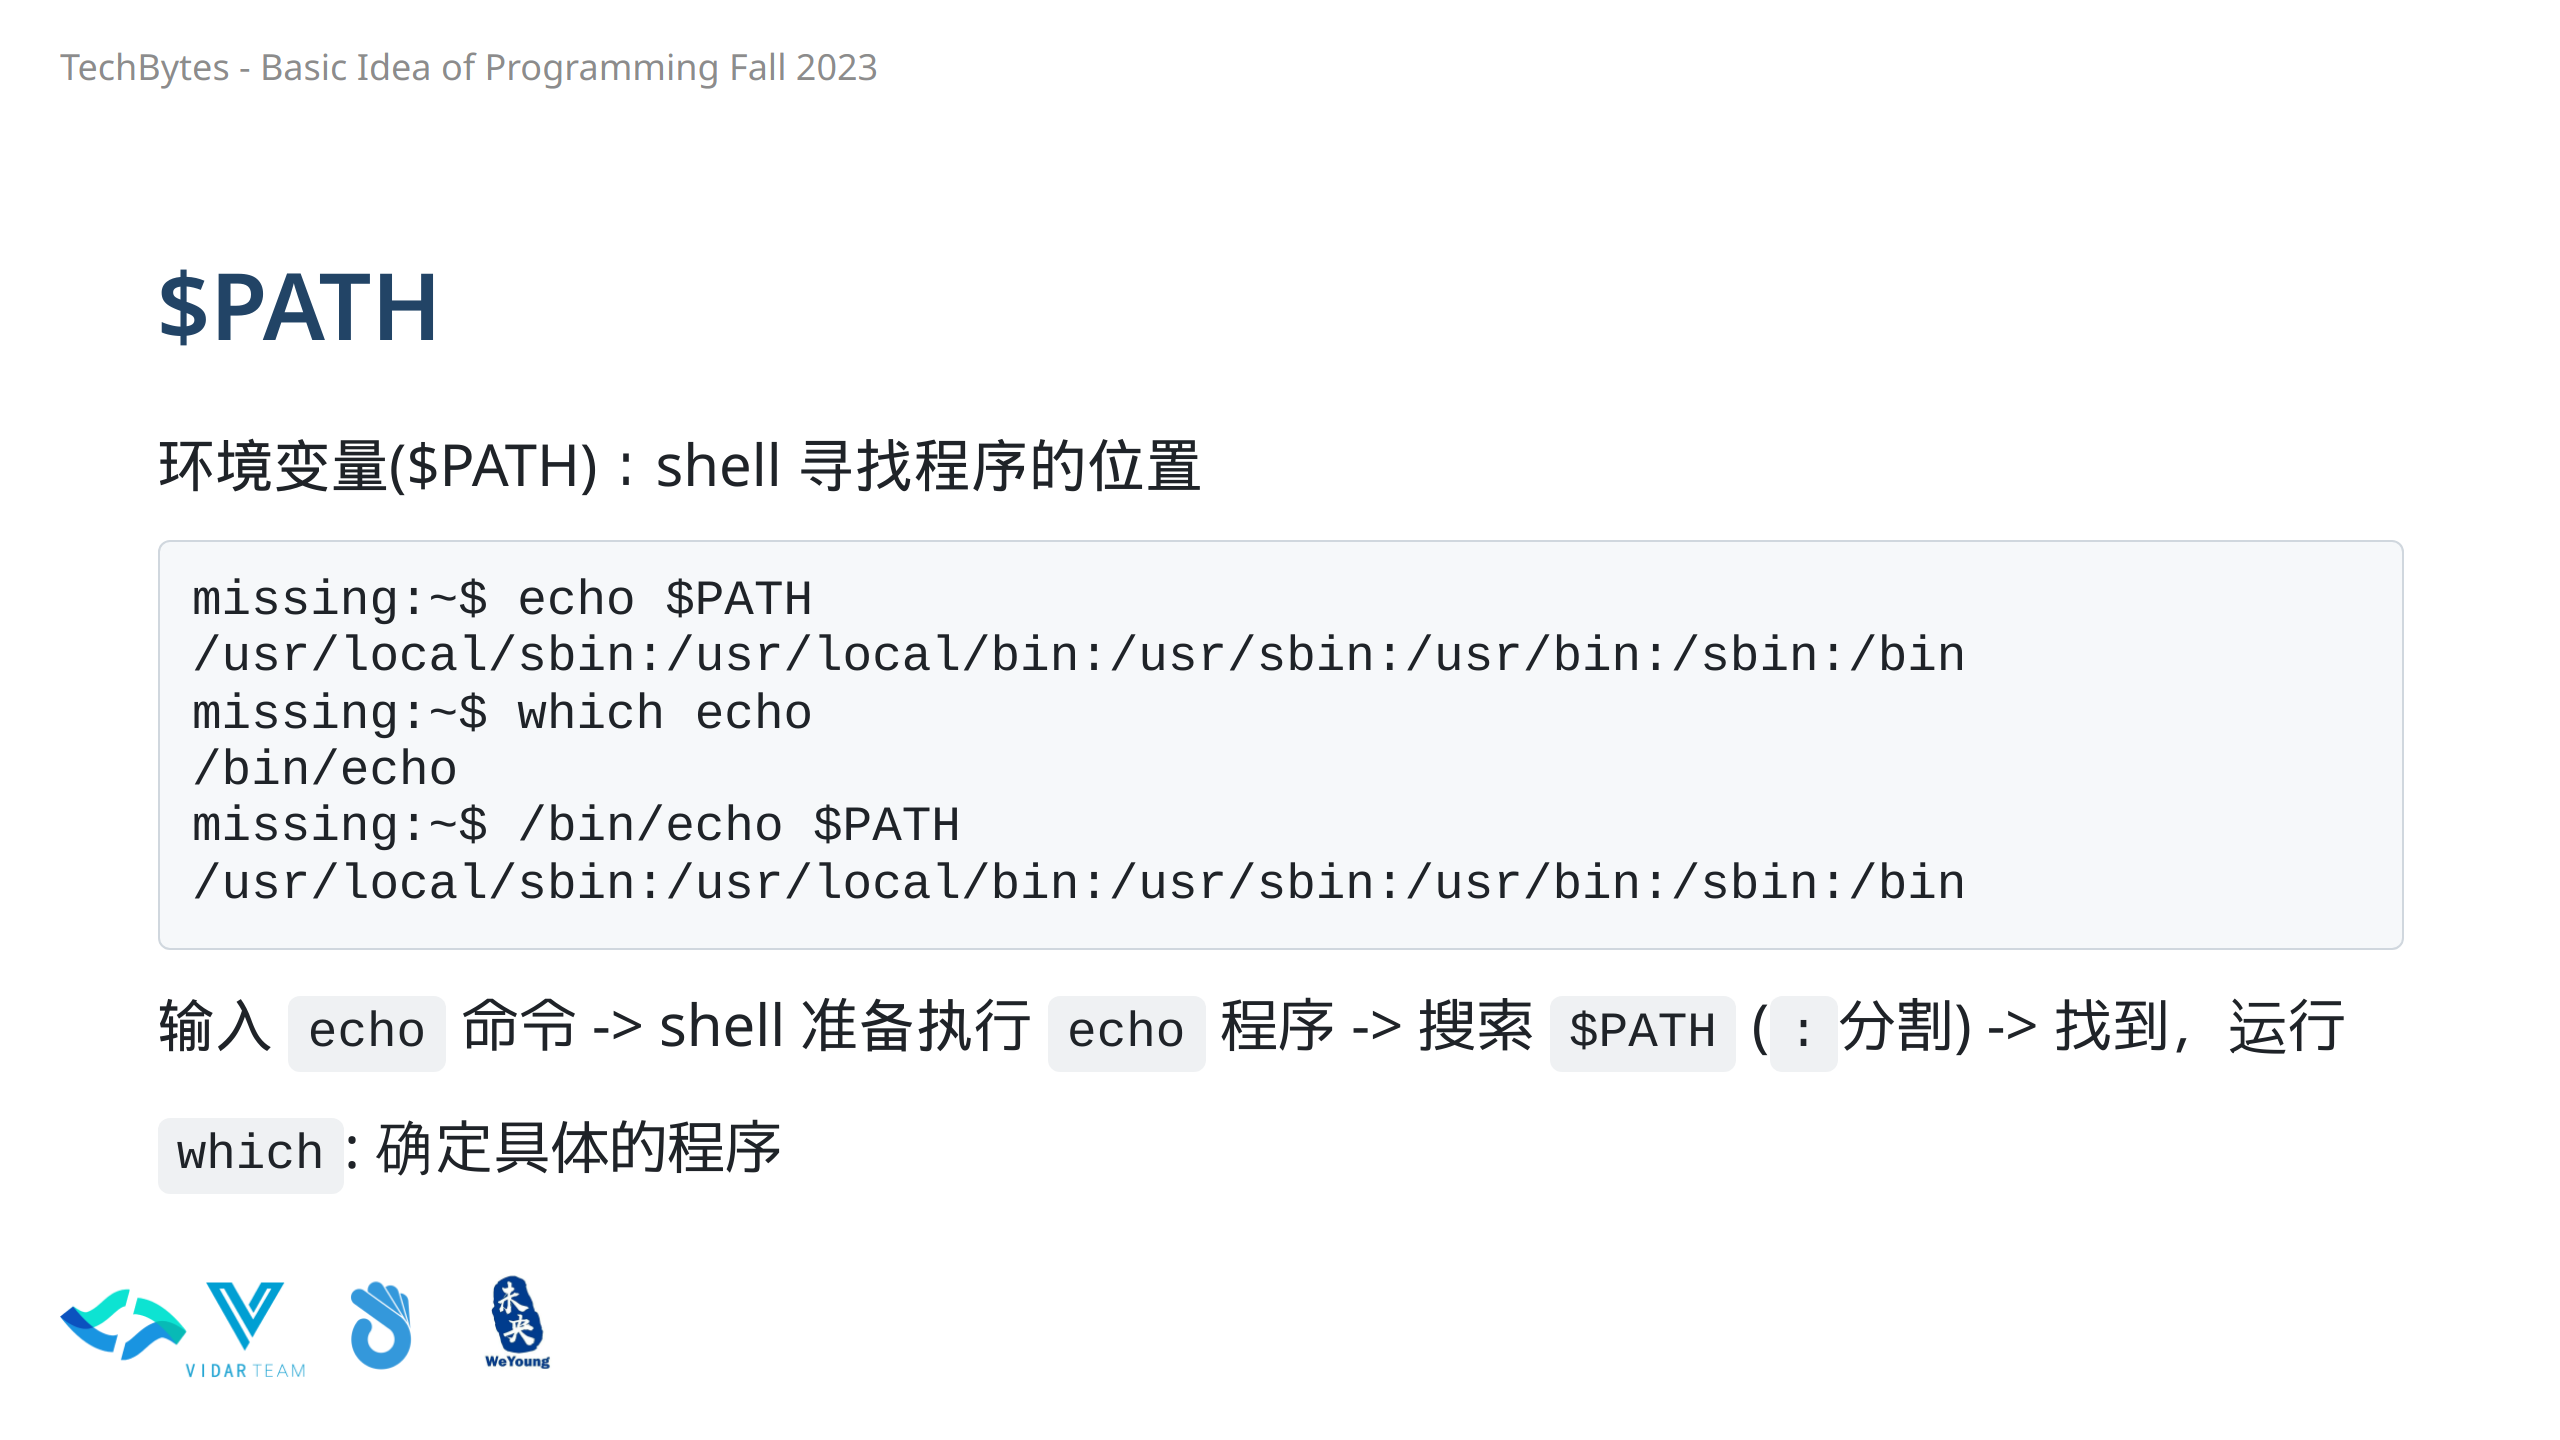 TechBytes - Basic Idea of Programming Fall 2023
$PATH
环境变量($PATH)：shell 寻找程序的位置
missing:~$ echo $PATH
/usr/local/sbin:/usr/local/bin:/usr/sbin:/usr/bin:/sbin:/bin
missing:~$ which echo
/bin/echo
missing:~$ /bin/echo $PATH
/usr/local/sbin:/usr/local/bin:/usr/sbin:/usr/bin:/sbin:/bin
输入 echo 命令 -> shell 准备执行 echo 程序 -> 搜索 $PATH (:分割) -> 找到，运行
which: 确定具体的程序
VIDAR TEAM
未央
WeYoung